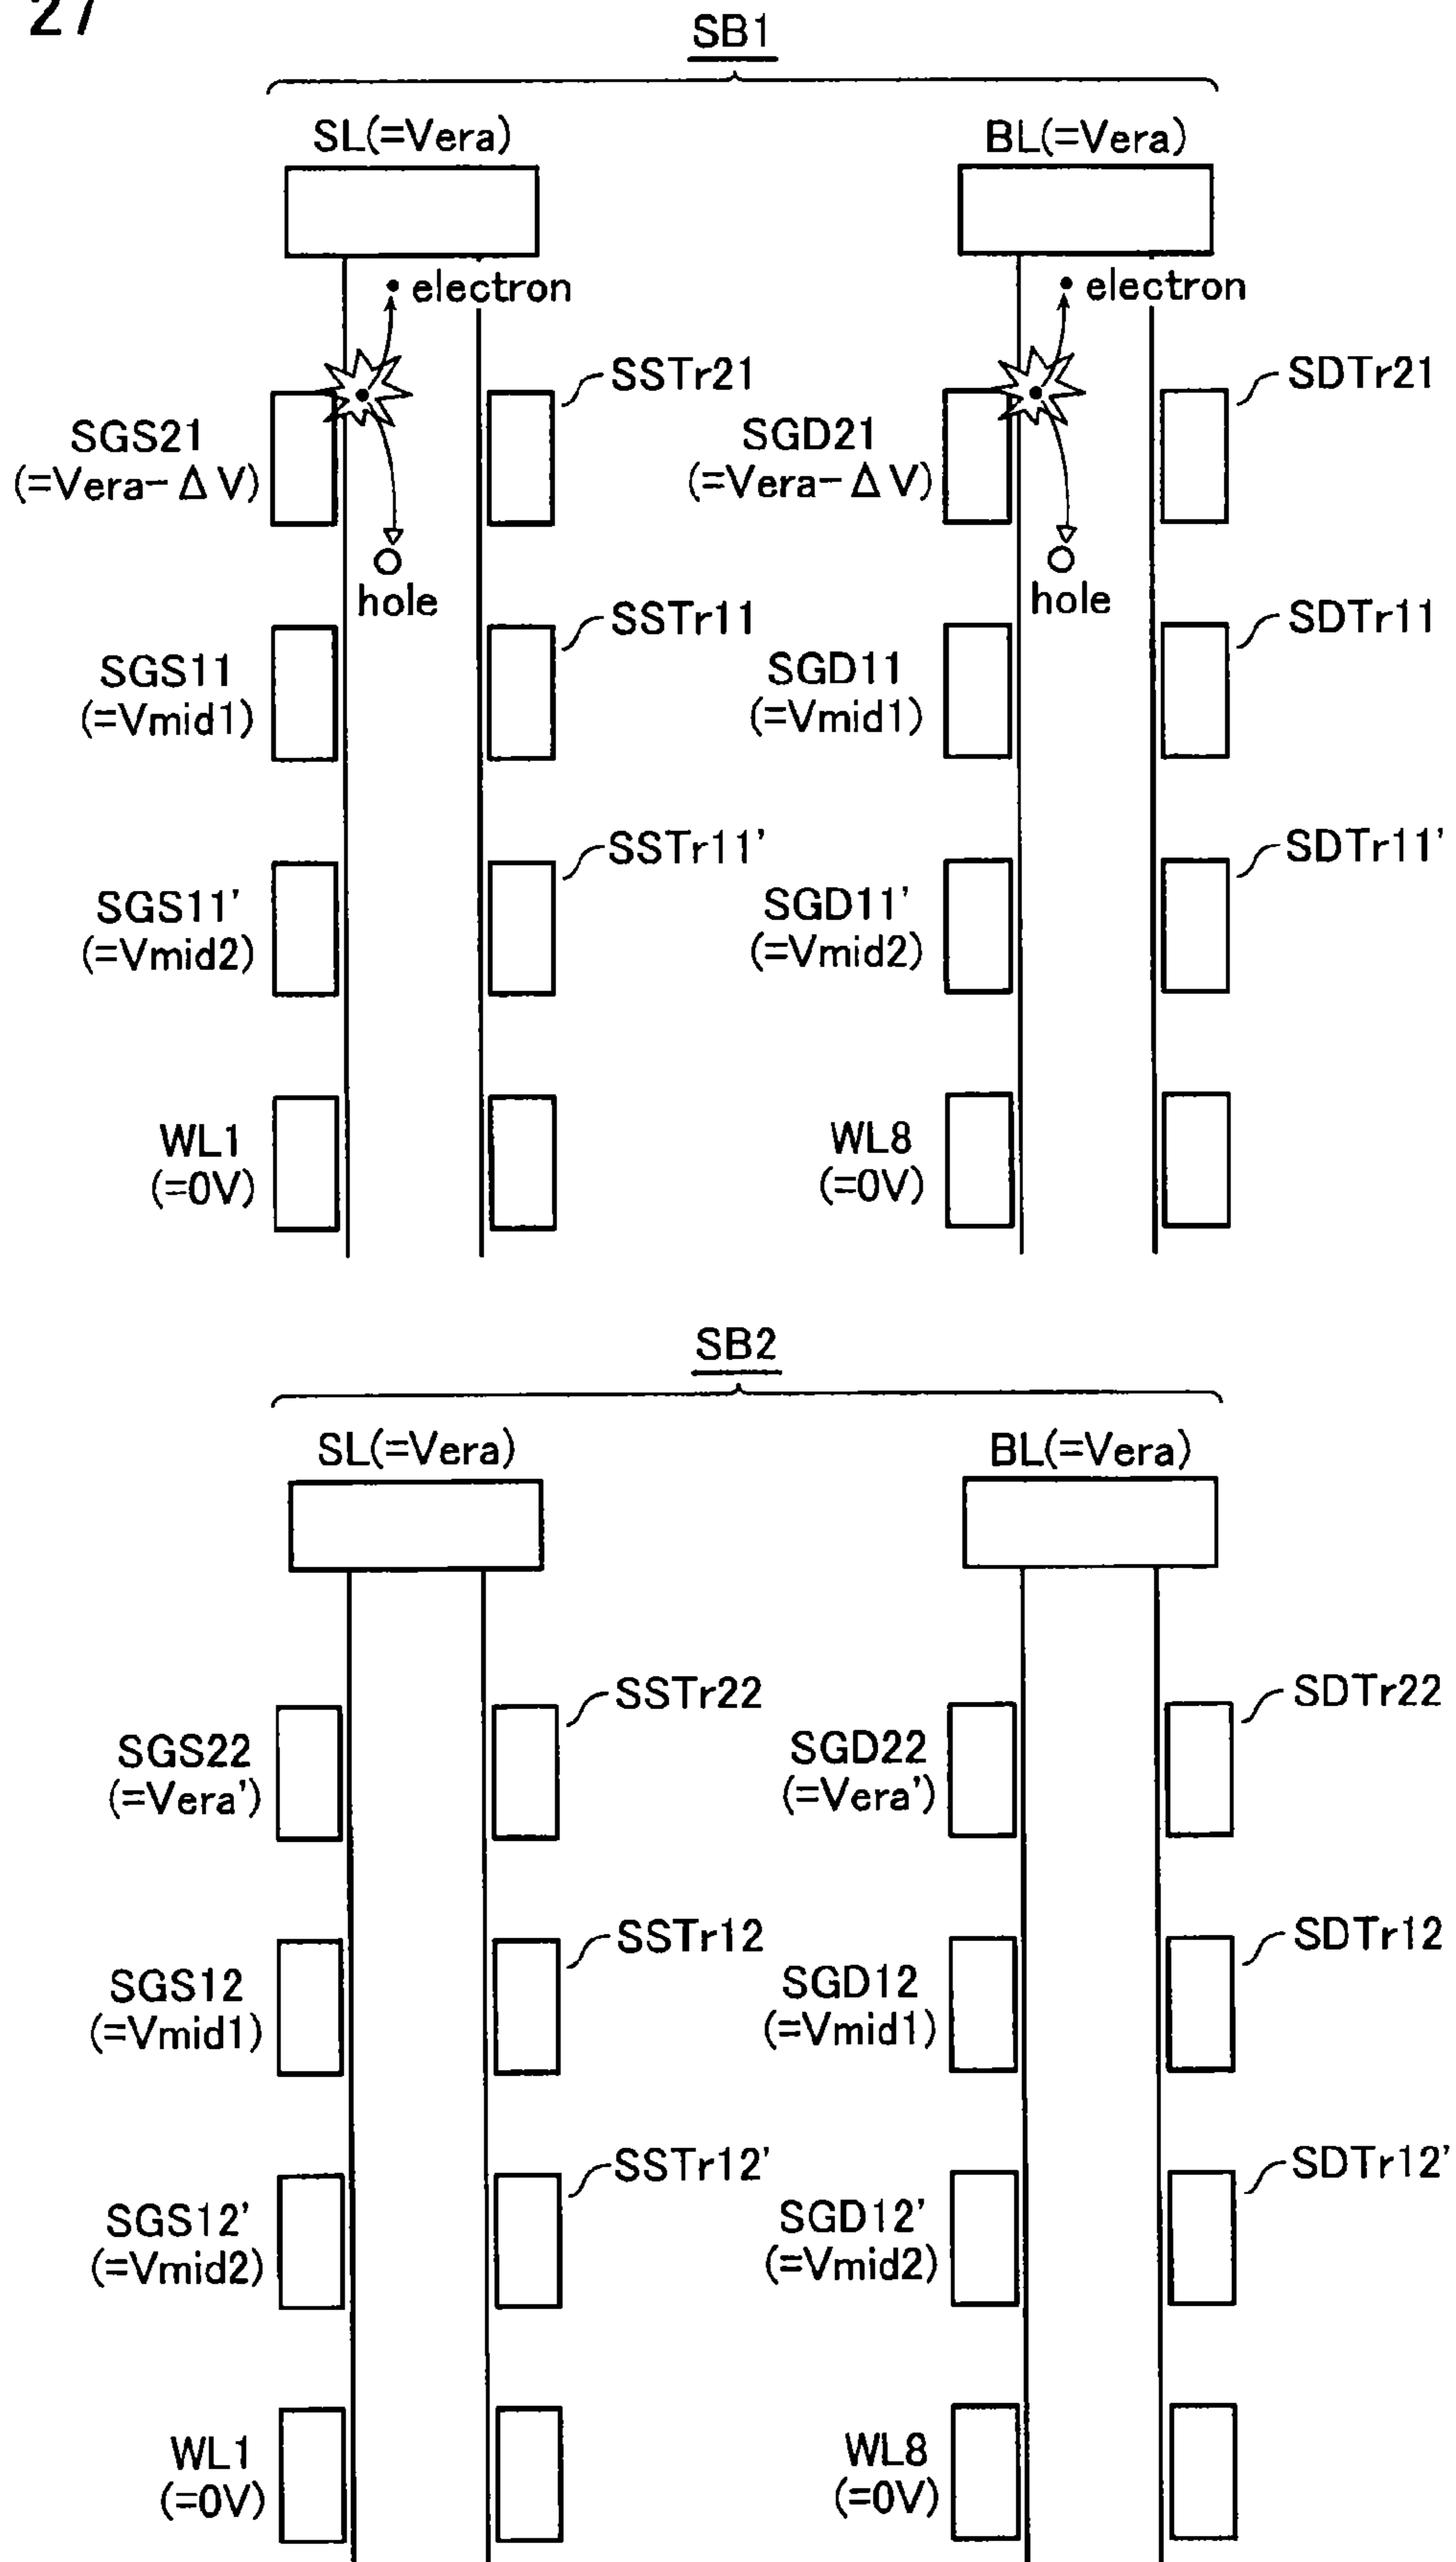 27
SB1
SL(=Vera)
BL(=Vera)
electron
electron
SSTr21
SDTr21
SGS21
(=Vera-ΔV)
SGD21
(=Vera-ΔV)
hole
hole
SSTr11
SDTr11
SGS11
(=Vmid1)
SGD11
(=Vmid1)
SSTr11'
SDTr11'
SGS11'
(=Vmid2)
SGD11'
(=Vmid2)
WL1
(=0V)
WL8
(=0V)
SB2
SL(=Vera)
BL(=Vera)
SSTr22
SDTr22
SGS22
(=Vera')
SGD22
(=Vera')
SSTr12
SDTr12
SGS12
(=Vmid1)
SGD12
(=Vmid1)
SSTr12'
SDTr12'
SGS12'
(=Vmid2)
SGD12'
(=Vmid2)
WL1
(=0V)
WL8
(=0V)